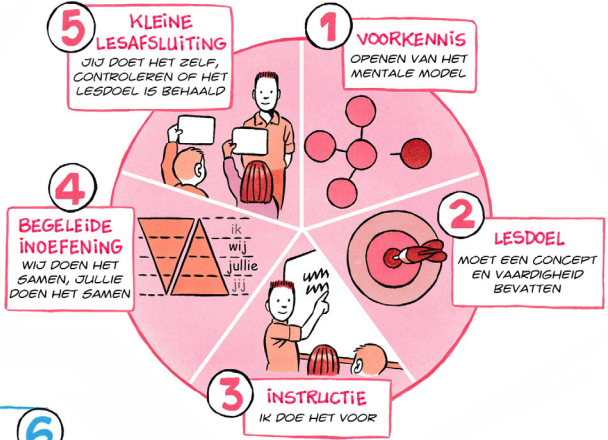 1
VOORKENNIS
OPENEN VAN HET
MENTALE MODEL
2
LESDOEL
MOET EEN CONCEPT
EN VAARDIGHEID
BEVATTEN
3
INSTRUCTIE
IK DOE HET VOOR
4
BEGELEIDE
INOEFENING
WIJ DOEN HET
SAMEN, JULLIE
DOEN HET SAMEN
ik
wij
jullie
jij
5
KLEINE
LESAFSLUITING
JIJ DOET HET ZELF,
CONTROLEREN OF HET
LESDOEL IS BEHAALD
6